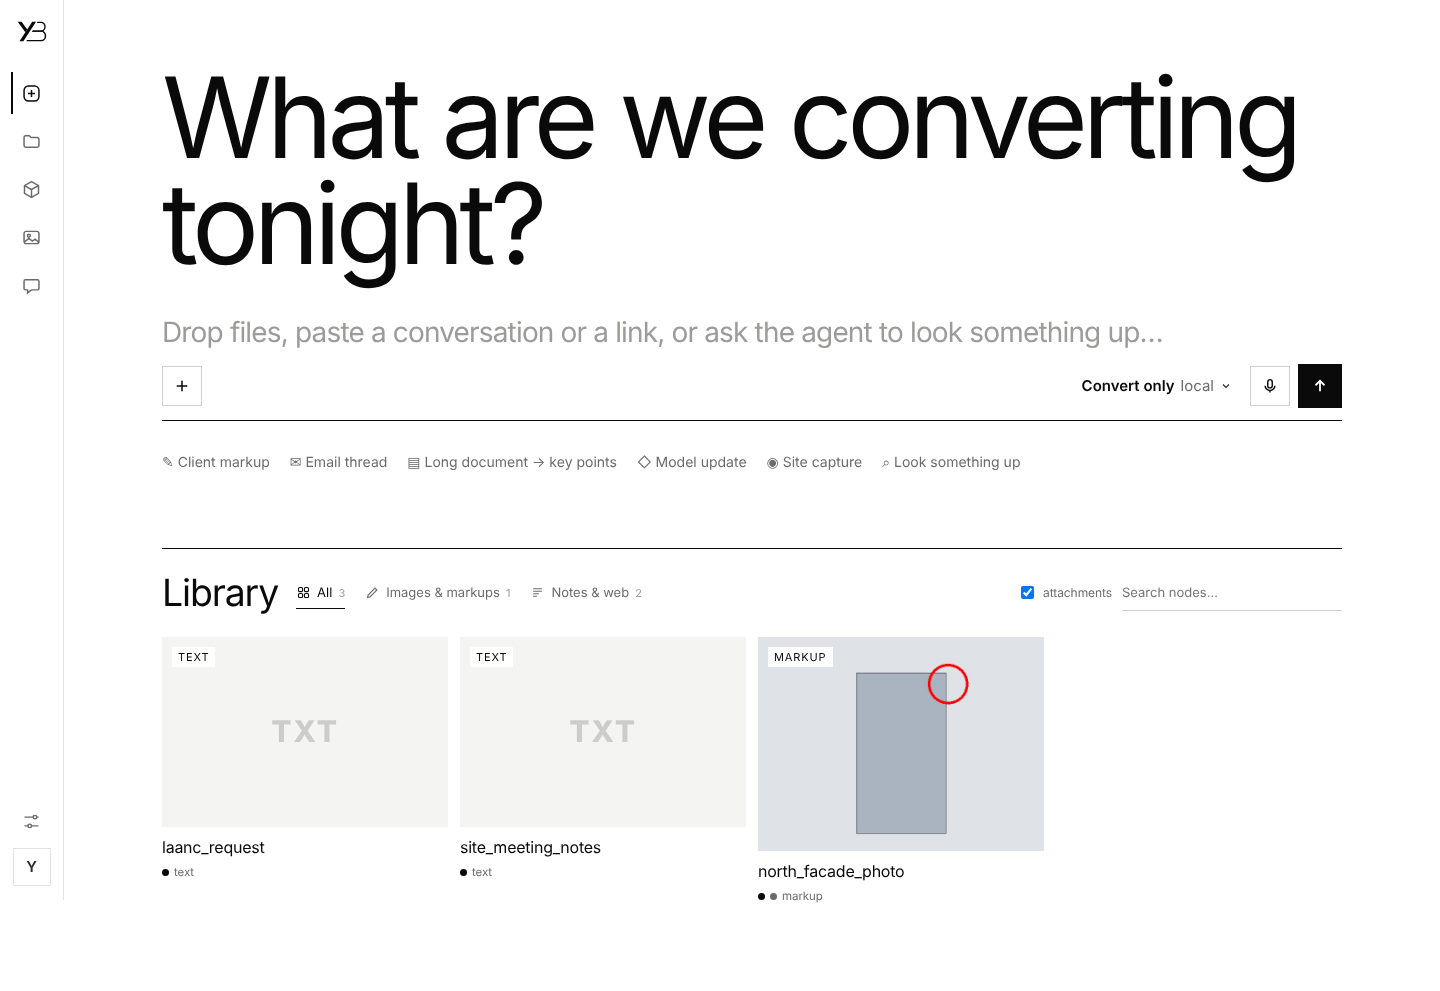 YB
What are we converting
tonight?
Drop files, paste a conversation or a link, or ask the agent to look something up...
Convert only local
✎ Client markup ✉ Email thread ▤ Long document → key points ◇ Model update ◉ Site capture ⌕ Look something up
Library All 3 Images & markups 1 Notes & web 2 attachments Search nodes...
TEXT TEXT MARKUP
TXT TXT
laanc_request site_meeting_notes
text text
north_facade_photo
markup
Y